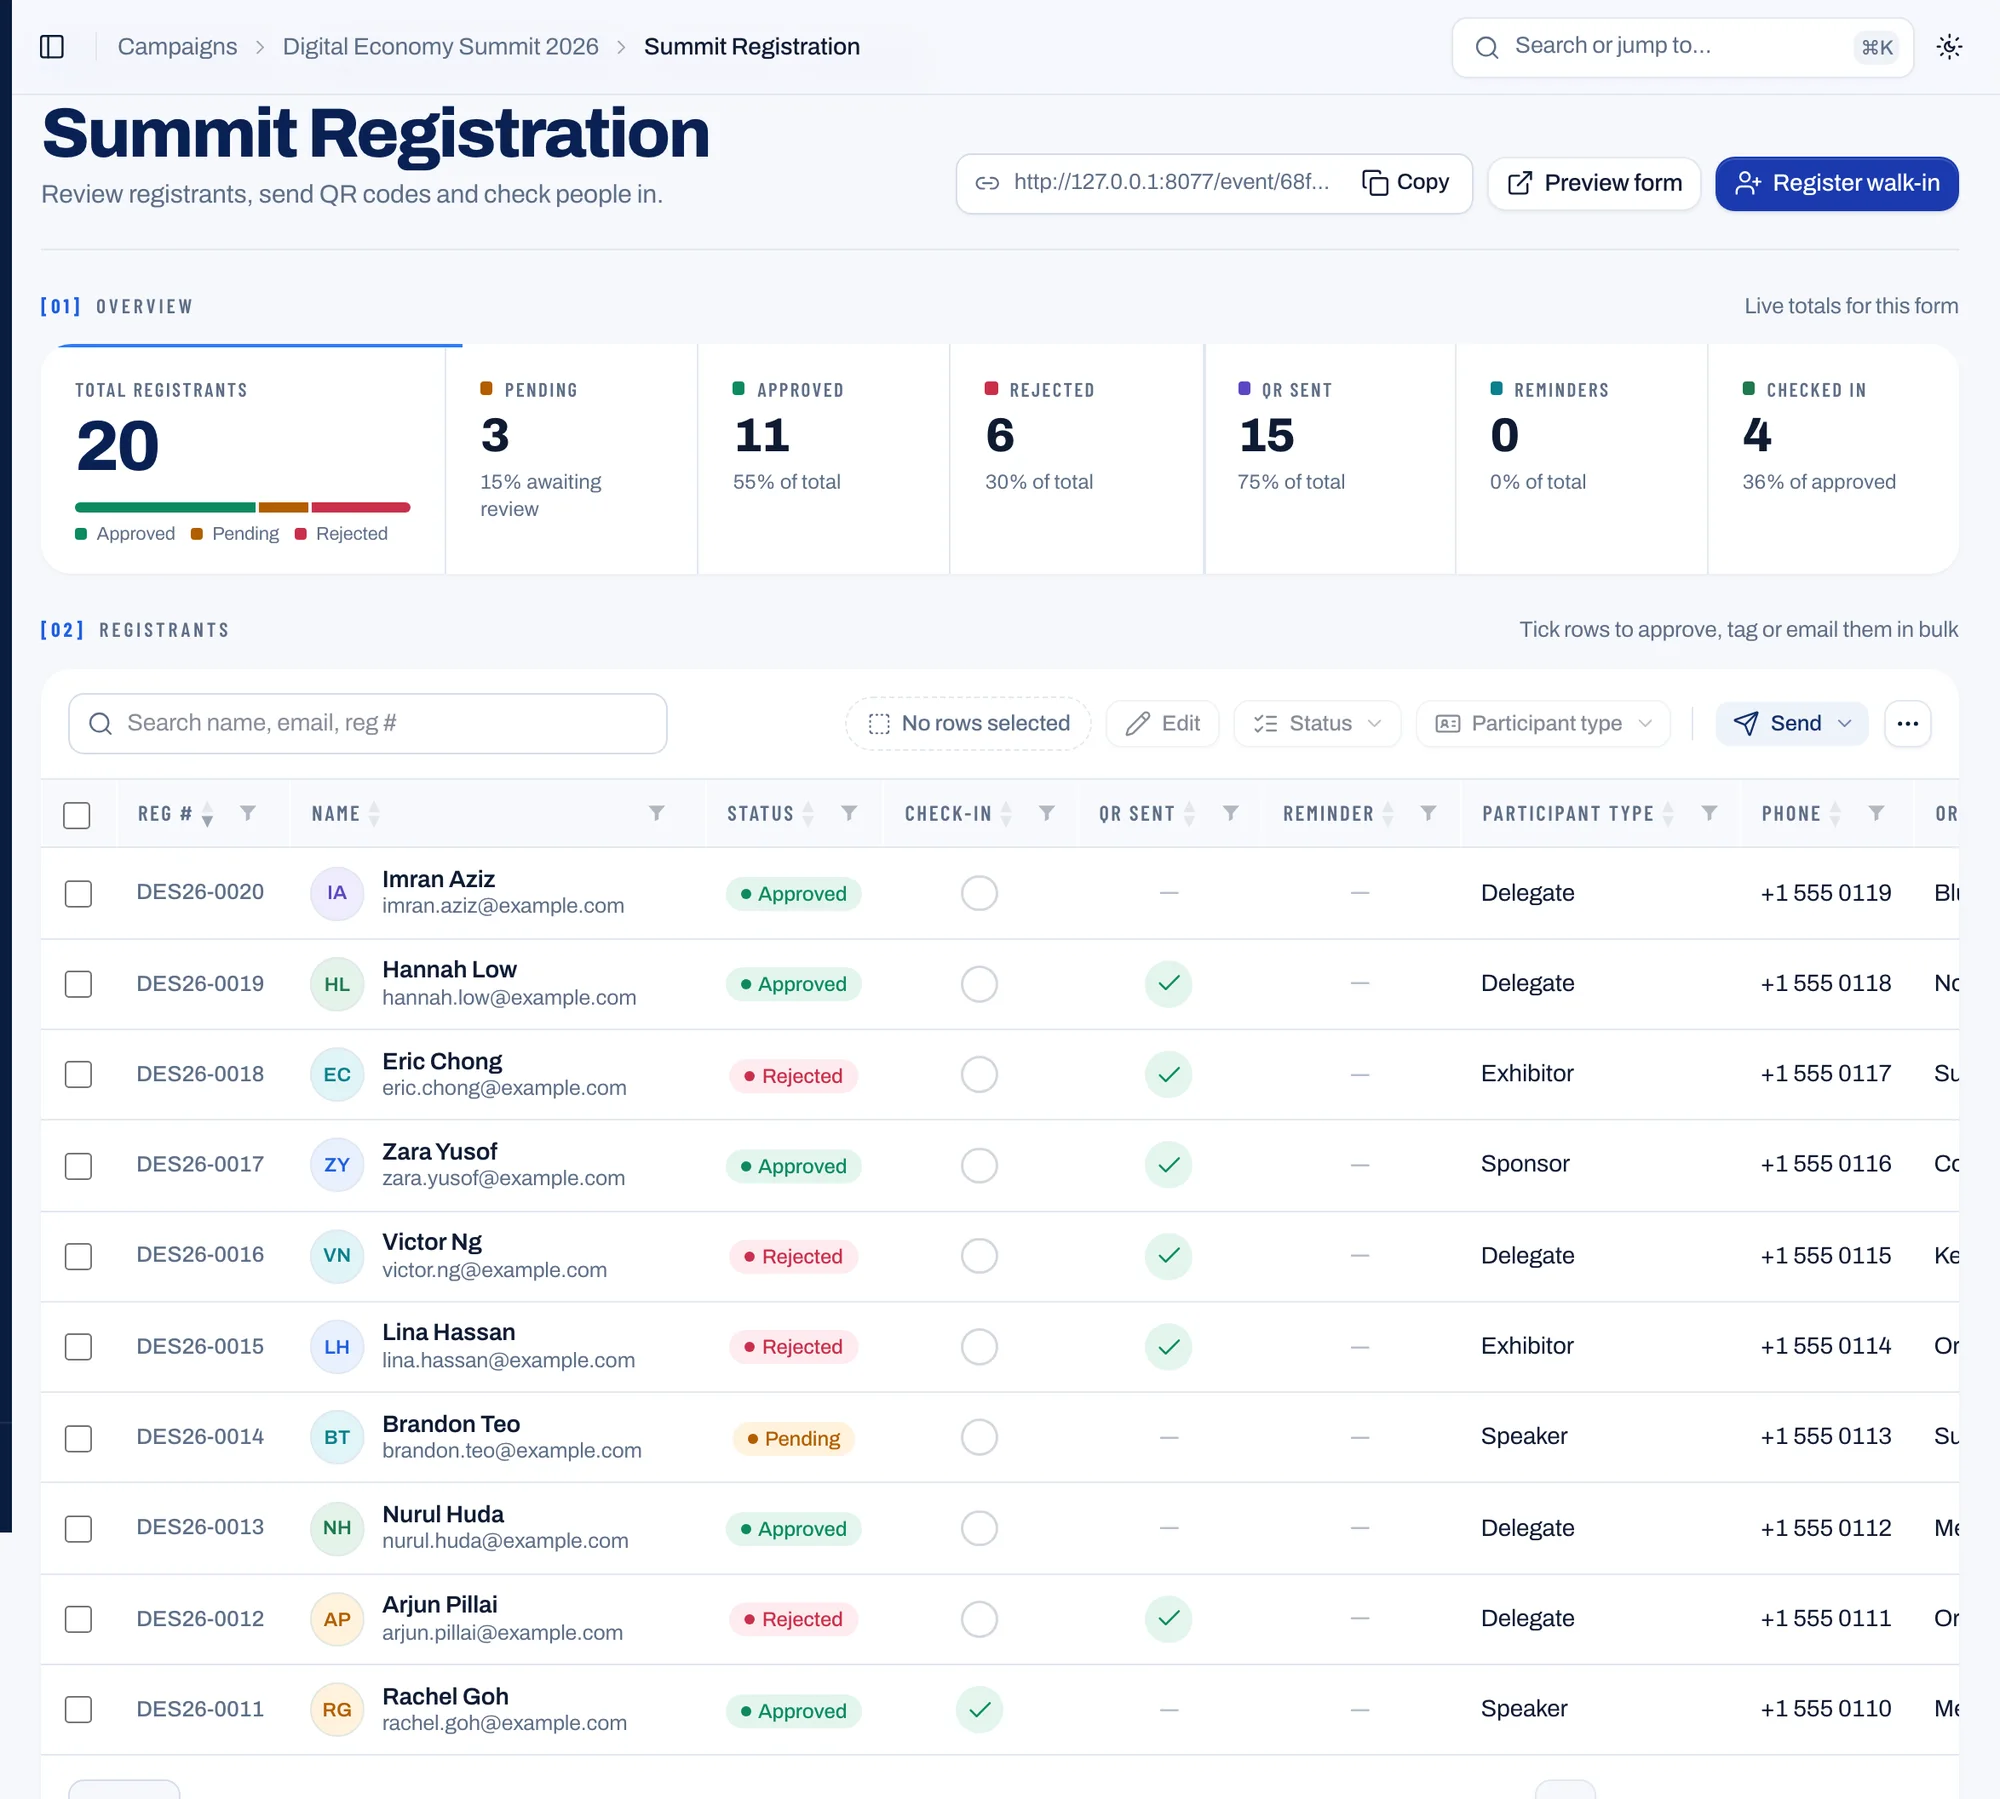 Campaigns > Digital Economy Summit 2026 > Summit Registration
Search or jump to... ⌘K
Summit Registration
Review registrants, send QR codes and check people in.
http://127.0.0.1:8077/event/68f... Copy
Preview form
Register walk-in
[01] OVERVIEW
Live totals for this form
TOTAL REGISTRANTS
20
Approved Pending Rejected
PENDING
3
15% awaiting
review
APPROVED
11
55% of total
REJECTED
6
30% of total
QR SENT
15
75% of total
REMINDERS
0
0% of total
CHECKED IN
4
36% of approved
[02] REGISTRANTS
Tick rows to approve, tag or email them in bulk
Search name, email, reg #
No rows selected Edit Status Participant type Send
REG # NAME STATUS CHECK-IN QR SENT REMINDER PARTICIPANT TYPE PHONE OR
DES26-0020 IA Imran Aziz Approved — — Delegate +1 555 0119
imran.aziz@example.com
DES26-0019 HL Hannah Low Approved — Delegate +1 555 0118 No
hannah.low@example.com
DES26-0018 EC Eric Chong Rejected — Exhibitor +1 555 0117 Su
eric.chong@example.com
DES26-0017 ZY Zara Yusof Approved — Sponsor +1 555 0116 Co
zara.yusof@example.com
DES26-0016 VN Victor Ng Rejected — Delegate +1 555 0115 Ke
victor.ng@example.com
DES26-0015 LH Lina Hassan Rejected — Exhibitor +1 555 0114 Or
lina.hassan@example.com
DES26-0014 BT Brandon Teo Pending — — Speaker +1 555 0113 Su
brandon.teo@example.com
DES26-0013 NH Nurul Huda Approved — — Delegate +1 555 0112 Me
nurul.huda@example.com
DES26-0012 AP Arjun Pillai Rejected — Delegate +1 555 0111 Or
arjun.pillai@example.com
DES26-0011 RG Rachel Goh Approved — — Speaker +1 555 0110 Me
rachel.goh@example.com